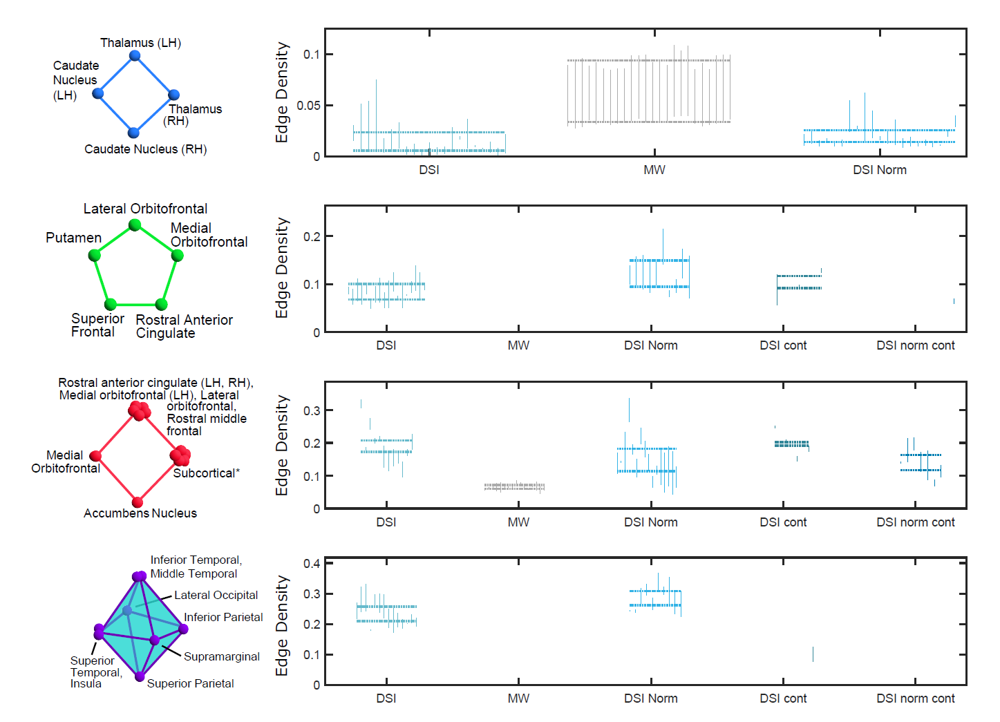 Thalamus (LH)
Caudate
Nucleus
(LH)
Thalamus
(RH)
Caudate Nucleus (RH)
Edge Density
0.1
0.05
0
DSI
MW
DSI Norm
Lateral Orbitofrontal
Putamen
Medial
Orbitofrontal
Superior
Frontal
Rostral Anterior
Cingulate
Edge Density
0.2
0.1
0
DSI
MW
DSI Norm
DSI cont
DSI norm cont
Rostral anterior cingulate (LH, RH),
Medial orbitofrontal (LH), Lateral
orbitofrontal,
Rostral middle
frontal
Medial
Orbitofrontal
Subcortical*
Accumbens Nucleus
Edge Density
0.3
0.2
0.1
0
DSI
MW
DSI Norm
DSI cont
DSI norm cont
Inferior Temporal,
Middle Temporal
Lateral Occipital
Inferior Parietal
Supramarginal
Superior
Temporal,
Insula
Superior Parietal
Edge Density
0.4
0.3
0.2
0.1
0
DSI
MW
DSI Norm
DSI cont
DSI norm cont